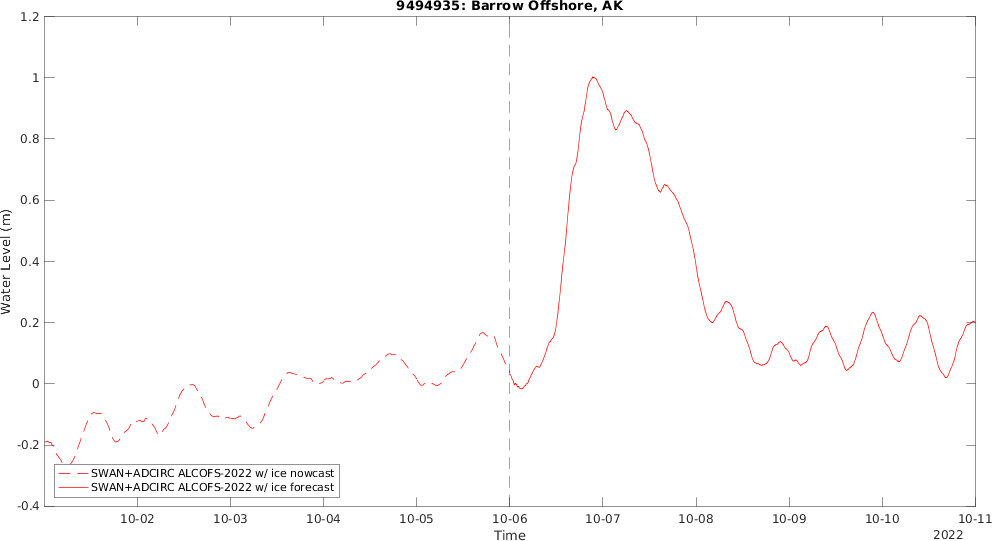 9494935: Barrow Offshore, AK
1.2
1
0.8
0.6
0.4
0.2
0
-0.2
-0.4
Water Level (m)
SWAN+ADCIRC ALCOFS-2022 w/ ice nowcast
SWAN+ADCIRC ALCOFS-2022 w/ ice forecast
10-02 10-03 10-04 10-05 10-06 10-07 10-08 10-09 10-10 10-11
Time
2022